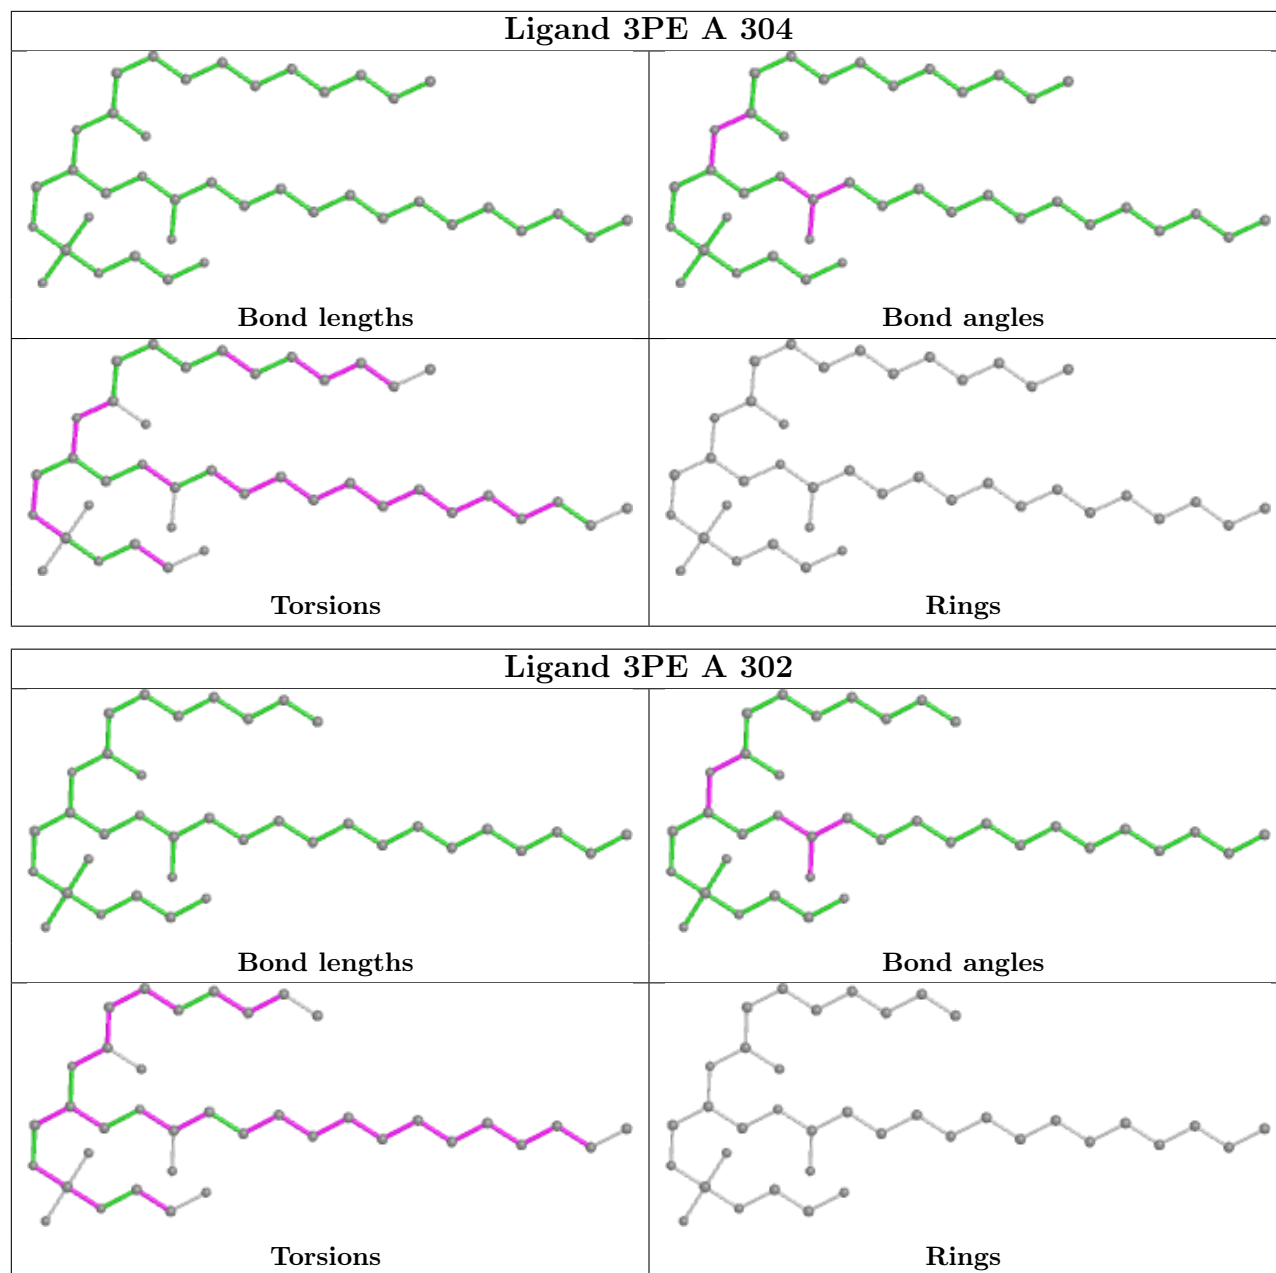 Ligand 3PE A 304
Bond lengths
Bond angles
Torsions
Rings
Ligand 3PE A 302
Bond lengths
Bond angles
Torsions
Rings